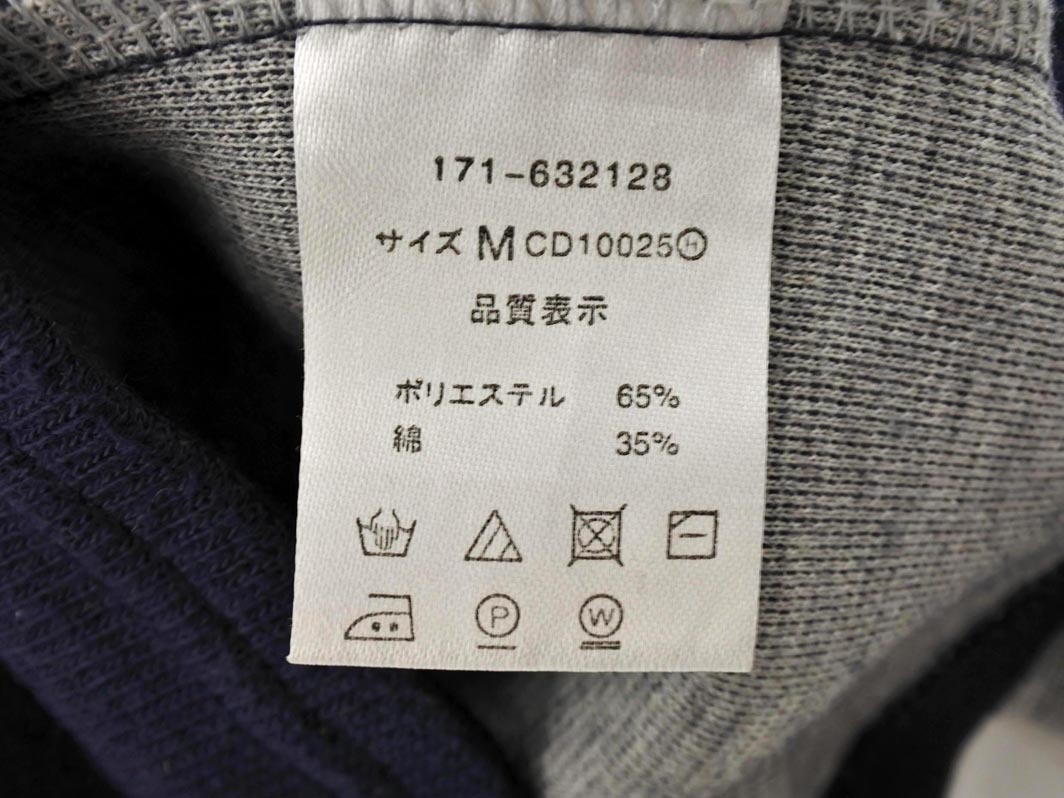 171-632128
サイズ M CD10025Ⓗ
品質表示
ポリエステル 65%
綿 35%
P W